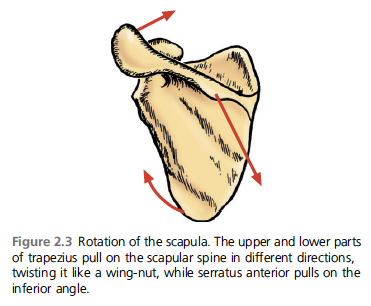 Figure 2.3 Rotation of the scapula. The upper and lower parts
of trapezius pull on the scapular spine in different directions,
twisting it like a wing-nut, while serratus anterior pulls on the
inferior angle.